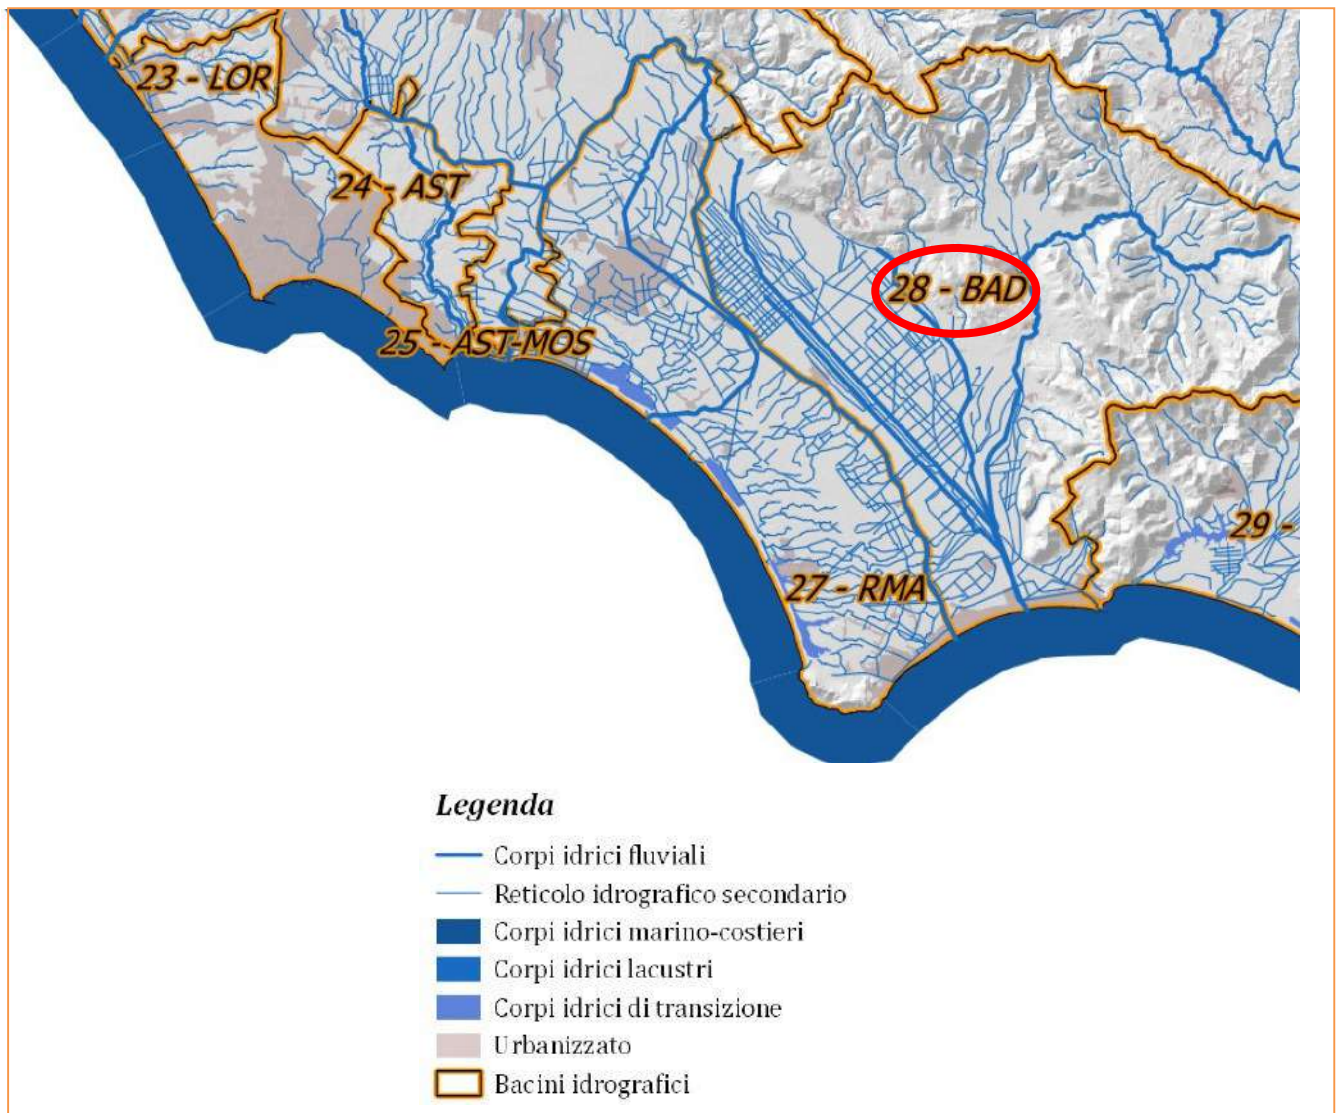 23 - LOR
24 - AST
28 - BAD
25 - AST-MOS
29 -
27 - RMA
Legenda
Corpi idrici fluviali
Reticolo idrografico secondario
Corpi idrici marino-costieri
Corpi idrici lacustri
Corpi idrici di transizione
Urbanizzato
Bacini idrografici